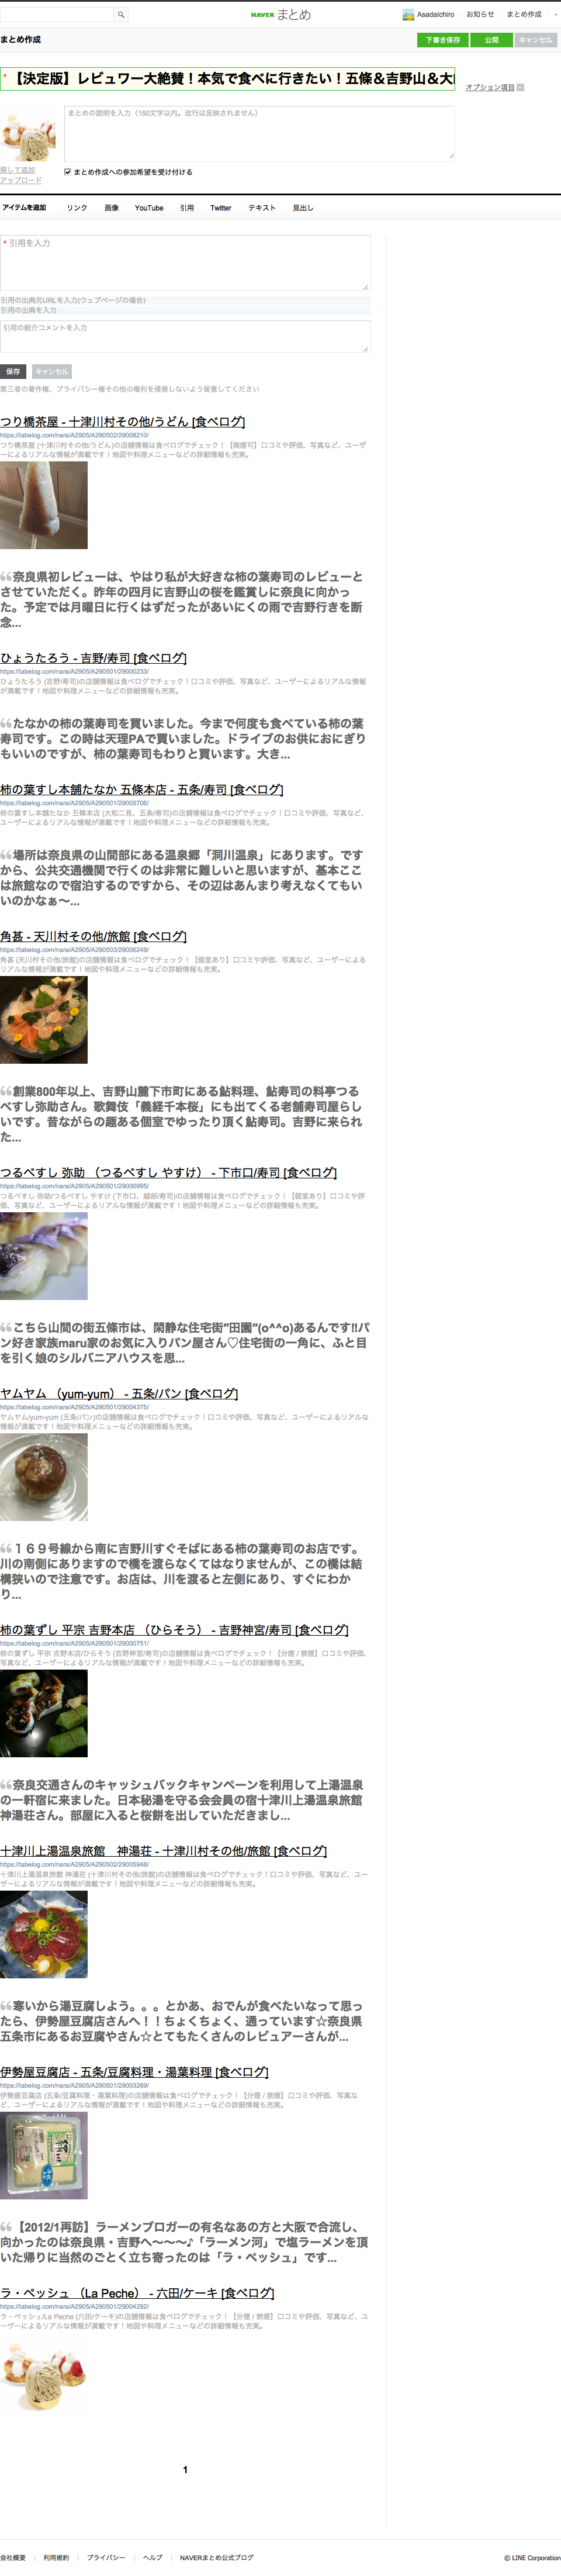 NAVER まとめ
AsadaIchiro お知らせ まとめ作成
まとめ作成
下書き保存 公開 キャンセル
* 【決定版】レビュワー大絶賛！本気で食べに行きたい！五條＆吉野山＆大
オプション項目
まとめの説明を入力（150文字以内。改行は反映されません）
探して追加
アップロード
まとめ作成への参加希望を受け付ける
アイテムを追加 リンク 画像 YouTube 引用 Twitter テキスト 見出し
* 引用を入力
引用の出典元URLを入力(ウェブページの場合)
引用の出典を入力
引用の紹介コメントを入力
保存 キャンセル
第三者の著作権、プライバシー権その他の権利を侵害しないよう留意してください
つり橋茶屋 - 十津川村その他/うどん [食べログ]
https://tabelog.com/nara/A2905/A290502/29008210/
つり橋茶屋 (十津川村その他/うどん)の店舗情報は食べログでチェック！【喫煙可】口コミや評価、写真など、ユーザ
ーによるリアルな情報が満載です！地図や料理メニューなどの詳細情報も充実。
“奈良県初レビューは、やはり私が大好きな柿の葉寿司のレビューと
させていただく。昨年の四月に吉野山の桜を鑑賞しに奈良に向かっ
た。予定では月曜日に行くはずだったがあいにくの雨で吉野行きを断
念...
ひょうたろう - 吉野/寿司 [食べログ]
https://tabelog.com/nara/A2905/A290501/29000233/
ひょうたろう (吉野/寿司)の店舗情報は食べログでチェック！口コミや評価、写真など、ユーザーによるリアルな情報
が満載です！地図や料理メニューなどの詳細情報も充実。
“たなかの柿の葉寿司を買いました。今まで何度も食べている柿の葉
寿司です。この時は天理PAで買いました。ドライブのお供におにぎり
もいいのですが、柿の葉寿司もわりと買います。大き...
柿の葉すし本舗たなか 五條本店 - 五条/寿司 [食べログ]
https://tabelog.com/nara/A2905/A290501/29005706/
柿の葉すし本舗たなか 五條本店 (大和二見、五条/寿司)の店舗情報は食べログでチェック！口コミや評価、写真など、
ユーザーによるリアルな情報が満載です！地図や料理メニューなどの詳細情報も充実。
“場所は奈良県の山間部にある温泉郷「洞川温泉」にあります。です
から、公共交通機関で行くのは非常に難しいと思いますが、基本ここ
は旅館なので宿泊するのですから、その辺はあんまり考えなくてもい
いのかなぁ〜...
角甚 - 天川村その他/旅館 [食べログ]
https://tabelog.com/nara/A2905/A290503/29006249/
角甚 (天川村その他/旅館)の店舗情報は食べログでチェック！【個室あり】口コミや評価、写真など、ユーザーによる
リアルな情報が満載です！地図や料理メニューなどの詳細情報も充実。
“創業800年以上、吉野山麓下市町にある鮎料理、鮎寿司の料亭つる
べすし弥助さん。歌舞伎「義経千本桜」にも出てくる老舗寿司屋らし
いです。昔ながらの趣ある個室でゆったり頂く鮎寿司。吉野に来られ
た...
つるべすし 弥助 （つるべすし やすけ） - 下市口/寿司 [食べログ]
https://tabelog.com/nara/A2905/A290501/29000995/
つるべすし 弥助/つるべすし やすけ (下市口、越部/寿司)の店舗情報は食べログでチェック！【個室あり】口コミや評
価、写真など、ユーザーによるリアルな情報が満載です！地図や料理メニューなどの詳細情報も充実。
“こちら山間の街五條市は、閑静な住宅街”田園”(o^^o)あるんです!!パ
ン好き家族maru家のお気に入りパン屋さん♡住宅街の一角に、ふと目
を引く娘のシルバニアハウスを思...
ヤムヤム （yum-yum） - 五条/パン [食べログ]
https://tabelog.com/nara/A2905/A290501/29004375/
ヤムヤム/yum-yum (五条/パン)の店舗情報は食べログでチェック！口コミや評価、写真など、ユーザーによるリアルな
情報が満載です！地図や料理メニューなどの詳細情報も充実。
“１６９号線から南に吉野川すぐそばにある柿の葉寿司のお店です。
川の南側にありますので橋を渡らなくてはなりませんが、この橋は結
構狭いので注意です。お店は、川を渡ると左側にあり、すぐにわか
り...
柿の葉ずし 平宗 吉野本店 （ひらそう） - 吉野神宮/寿司 [食べログ]
https://tabelog.com/nara/A2905/A290501/29000751/
柿の葉ずし 平宗 吉野本店/ひらそう (吉野神宮/寿司)の店舗情報は食べログでチェック！【分煙 / 禁煙】口コミや評価、
写真など、ユーザーによるリアルな情報が満載です！地図や料理メニューなどの詳細情報も充実。
“奈良交通さんのキャッシュバックキャンペーンを利用して上湯温泉
の一軒宿に来ました。日本秘湯を守る会会員の宿十津川上湯温泉旅館
神湯荘さん。部屋に入ると桜餅を出していただきまし...
十津川上湯温泉旅館　神湯荘 - 十津川村その他/旅館 [食べログ]
https://tabelog.com/nara/A2905/A290502/29005948/
十津川上湯温泉旅館 神湯荘 (十津川村その他/旅館)の店舗情報は食べログでチェック！口コミや評価、写真など、ユー
ザーによるリアルな情報が満載です！地図や料理メニューなどの詳細情報も充実。
“寒いから湯豆腐しよう。。。とかあ、おでんが食べたいなって思っ
たら、伊勢屋豆腐店さんへ！！ちょくちょく、通っています☆奈良県
五条市にあるお豆腐やさん☆とてもたくさんのレビュアーさんが...
伊勢屋豆腐店 - 五条/豆腐料理・湯葉料理 [食べログ]
https://tabelog.com/nara/A2905/A290501/29003269/
伊勢屋豆腐店 (五条/豆腐料理・湯葉料理)の店舗情報は食べログでチェック！【分煙 / 禁煙】口コミや評価、写真な
ど、ユーザーによるリアルな情報が満載です！地図や料理メニューなどの詳細情報も充実。
“【2012/1再訪】ラーメンブロガーの有名なあの方と大阪で合流し、
向かったのは奈良県・吉野へ〜〜〜♪「ラーメン河」で塩ラーメンを頂
いた帰りに当然のごとく立ち寄ったのは「ラ・ペッシュ」です...
ラ・ペッシュ （La Peche） - 六田/ケーキ [食べログ]
https://tabelog.com/nara/A2905/A290501/29004292/
ラ・ペッシュ/La Peche (六田/ケーキ)の店舗情報は食べログでチェック！【分煙 / 禁煙】口コミや評価、写真など、ユ
ーザーによるリアルな情報が満載です！地図や料理メニューなどの詳細情報も充実。
1
会社概要 利用規約 プライバシー ヘルプ NAVERまとめ公式ブログ
© LINE Corporation